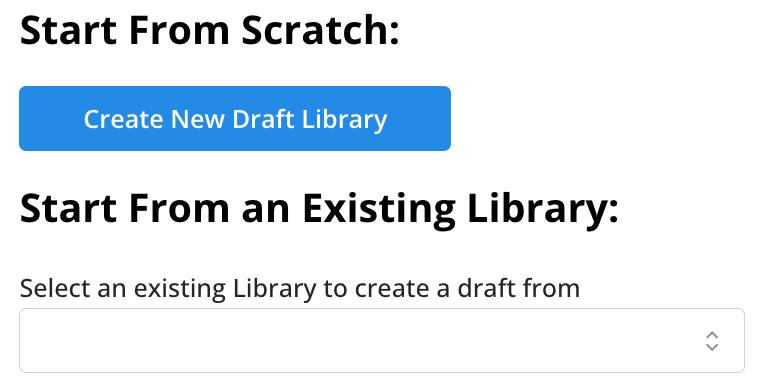 Start From Scratch:
Create New Draft Library
Start From an Existing Library:
Select an existing Library to create a draft from